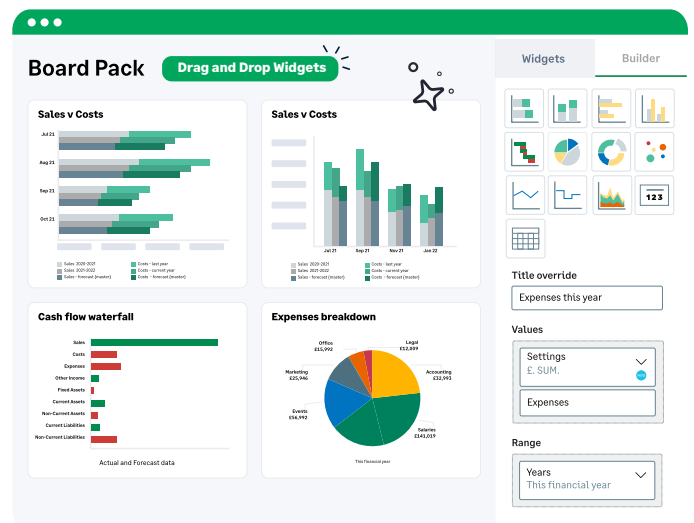 Board Pack
Drag and Drop Widgets
Widgets
Builder
Sales v Costs
Jul 21
Aug 21
Sep 21
Oct 21
Sales 2020-2021
Sales 2021-2022
Sales - forecast (master)
Costs - last year
Costs - current year
Costs - forecast (master)
Sales v Costs
Jul 21
Sep 21
Nov 21
Jan 22
Sales 2020-2021
Sales 2021-2022
Sales - forecast (master)
Costs - last year
Costs - current year
Costs - forecast (master)
Cash flow waterfall
Sales
Costs
Expenses
Other Income
Fixed Assets
Current Assets
Non-Current Assets
Current Liabilities
Non-Current Liabilities
Actual and Forecast data
Expenses breakdown
Legal
£12,009
Office
£15,992
Marketing
£25,946
Accounting
£32,993
Events
£56,992
Salaries
£141,019
This financial year
123
Title override
Expenses this year
Values
Settings
£. SUM.
Expenses
Range
Years
This financial year